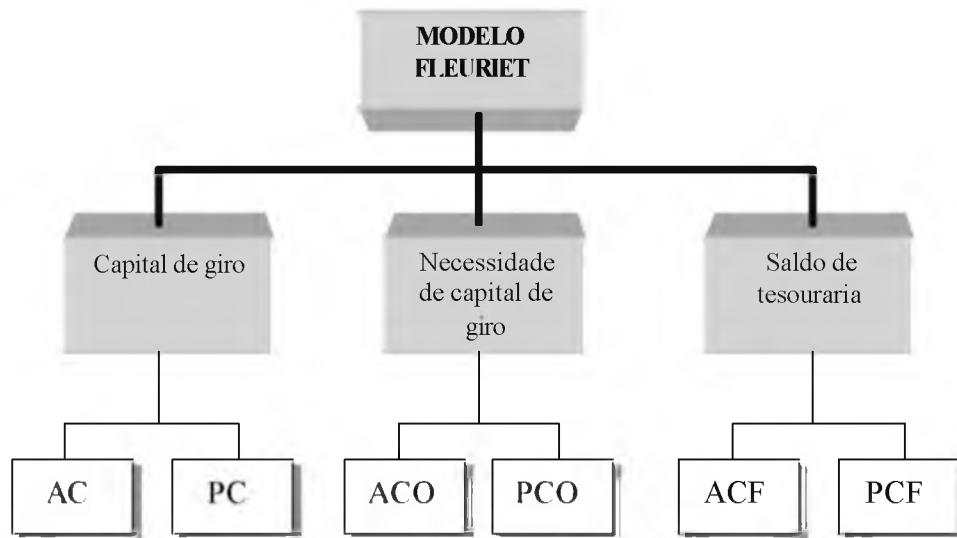 MODELO
FLEURIET
Capital de giro
Necessidade
de capital de
giro
Saldo de
tesouraria
AC
PC
ACO
PCO
ACF
PCF